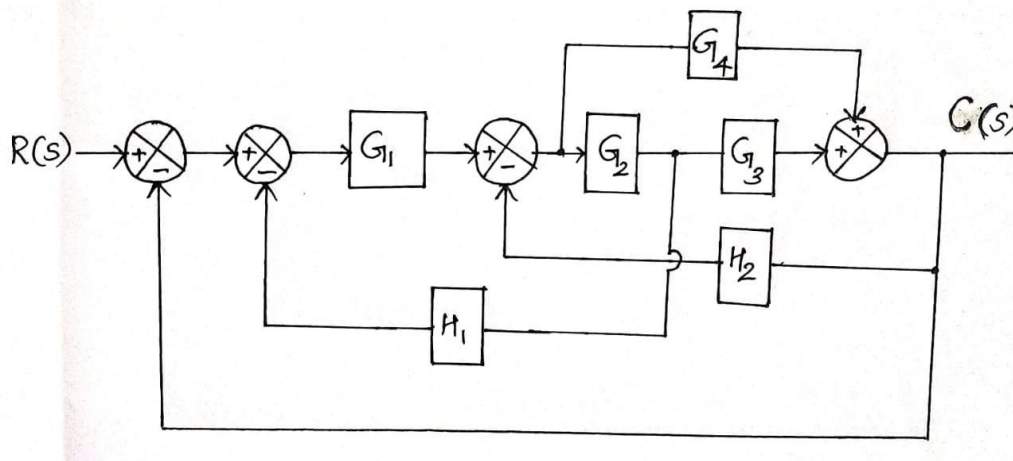 G₄
C(s)
R(s) + − + − G₁ + − G₂ G₃ + +
H₂
H₁